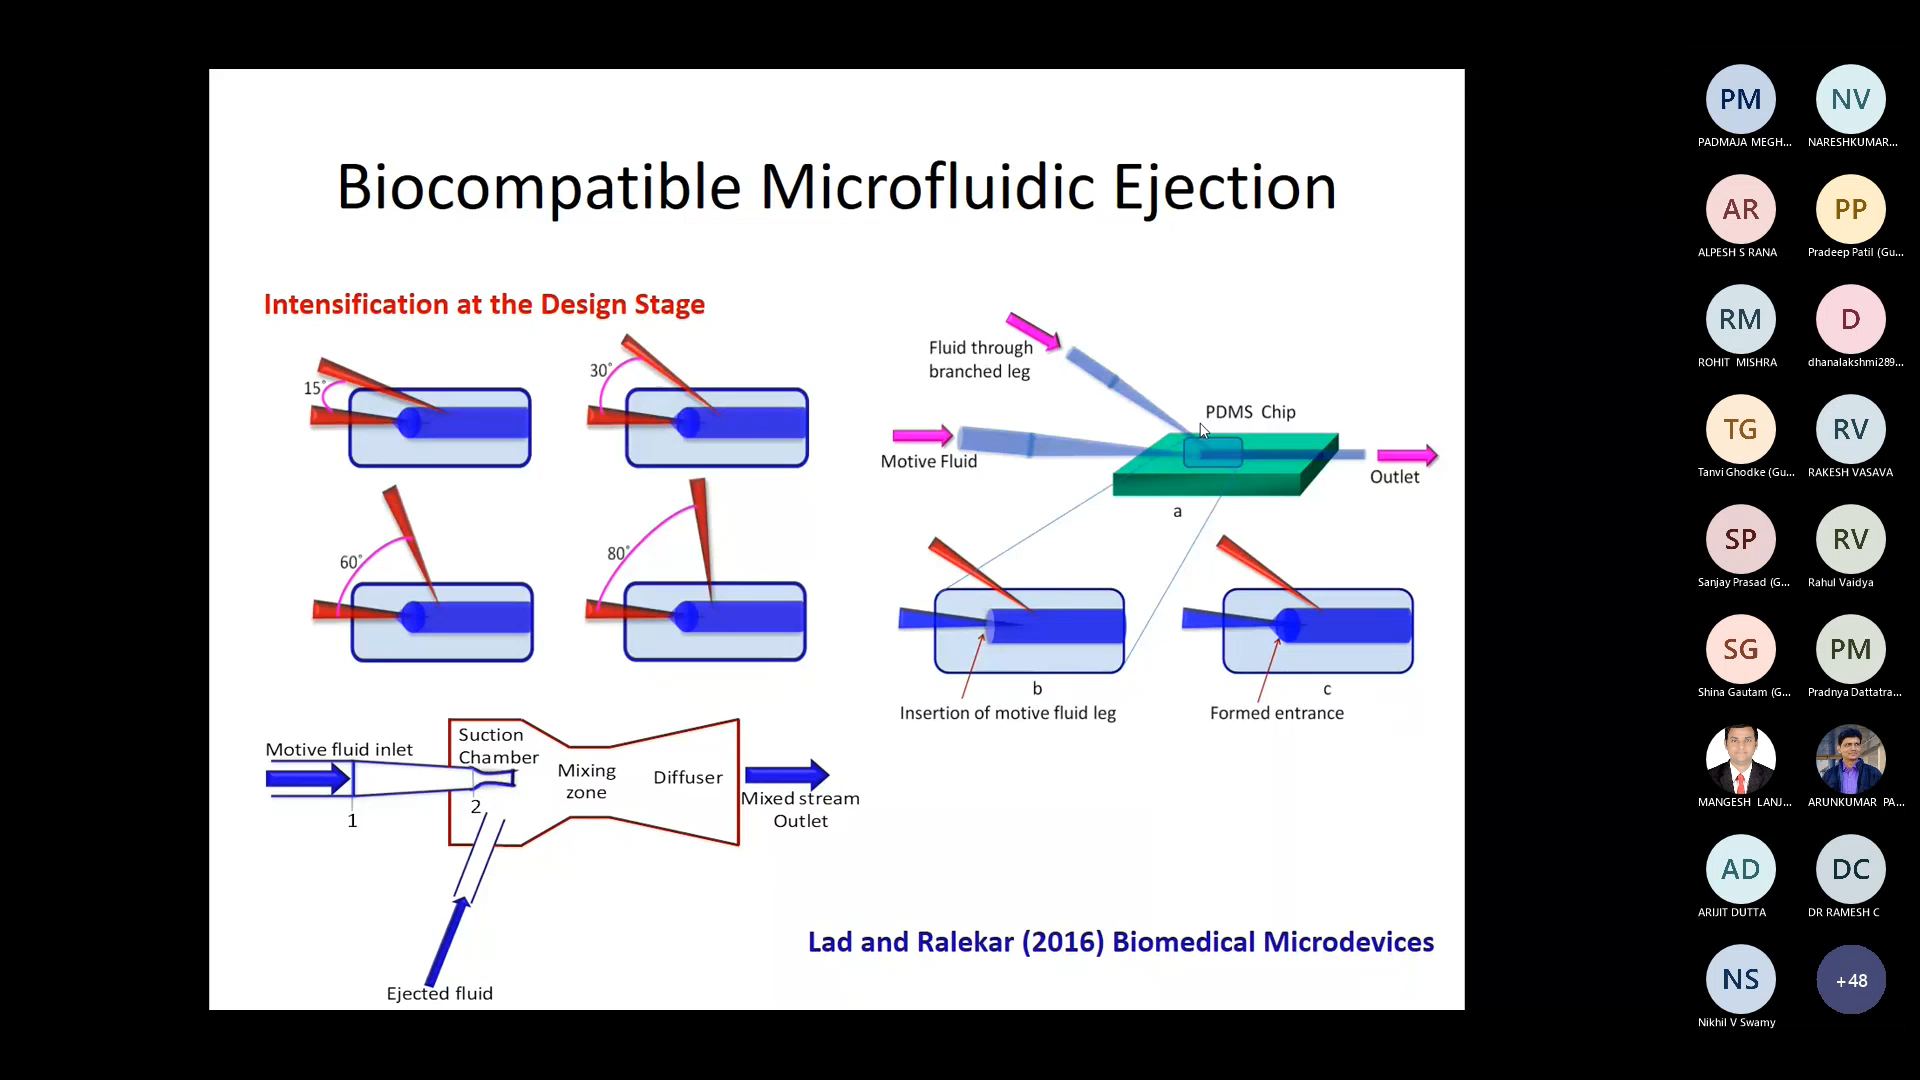 Biocompatible Microfluidic Ejection
Intensification at the Design Stage
15°
30°
60°
80°
Fluid through
branched leg
PDMS Chip
Motive Fluid
Outlet
a
b
c
Insertion of motive fluid leg
Formed entrance
Motive fluid inlet
Suction
Chamber
Mixing
zone
Diffuser
1
2
Mixed stream
Outlet
Ejected fluid
Lad and Ralekar (2016) Biomedical Microdevices
PM
PADMAJA MEGH...
NV
NARESHKUMAR...
AR
ALPESH S RANA
PP
Pradeep Patil (Gu...
RM
ROHIT MISHRA
D
dhanalakshmi289...
TG
Tanvi Ghodke (Gu...
RV
RAKESH VASAVA
SP
Sanjay Prasad (G...
RV
Rahul Vaidya
SG
Shina Gautam (G...
PM
Pradnya Dattatra...
MANGESH LANJ...
ARUNKUMAR PA...
AD
ARIJIT DUTTA
DC
DR RAMESH C
NS
Nikhil V Swamy
+48